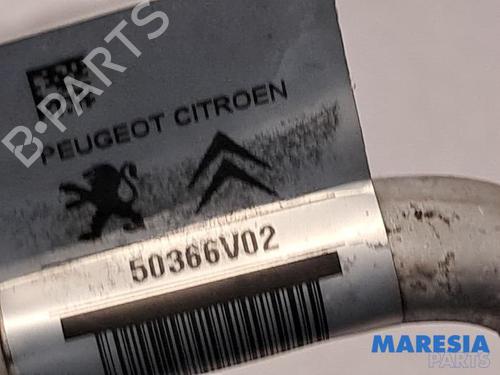 B-PARTS
PEUGEOT CITROEN
50366V02
MARESIA
PARTS